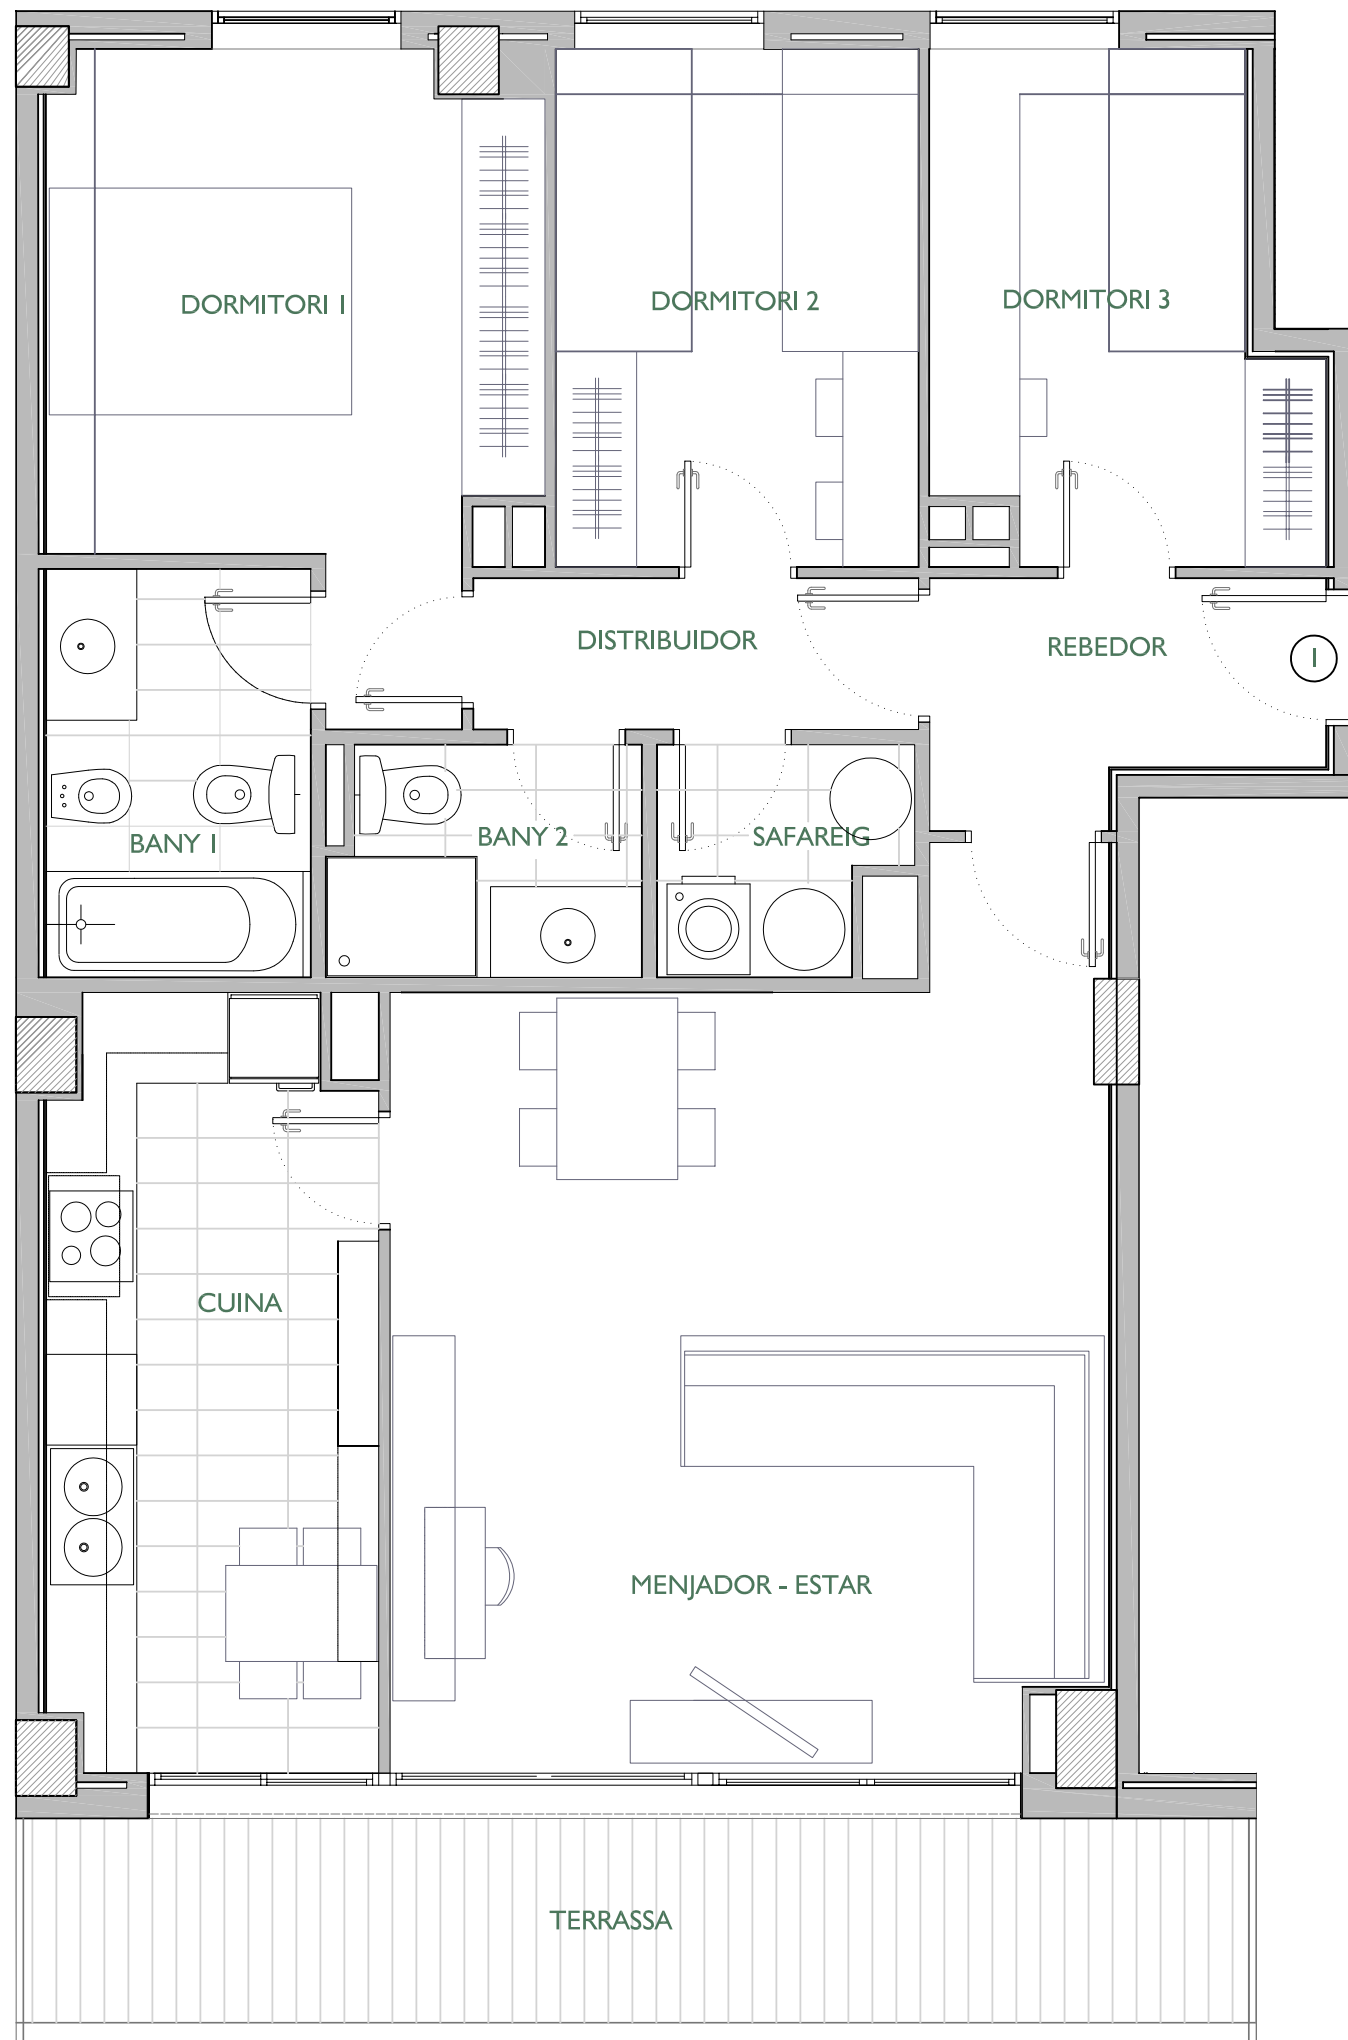 DORMITORI 1
DORMITORI 2
DORMITORI 3
DISTRIBUIDOR
REBEDOR
1
BANY 1
BANY 2
SAFAREIG
CUINA
MENJADOR - ESTAR
TERRASSA